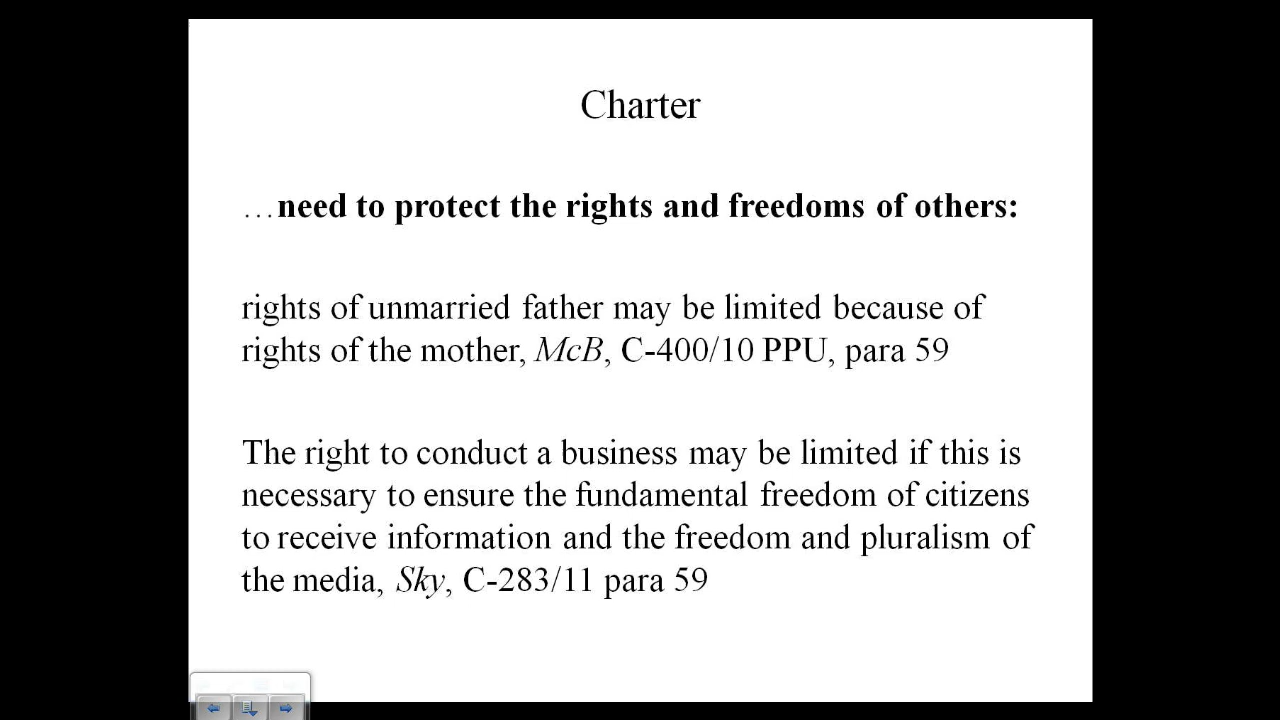 Charter
…need to protect the rights and freedoms of others:
rights of unmarried father may be limited because of
rights of the mother, McB, C-400/10 PPU, para 59
The right to conduct a business may be limited if this is
necessary to ensure the fundamental freedom of citizens
to receive information and the freedom and pluralism of
the media, Sky, C-283/11 para 59